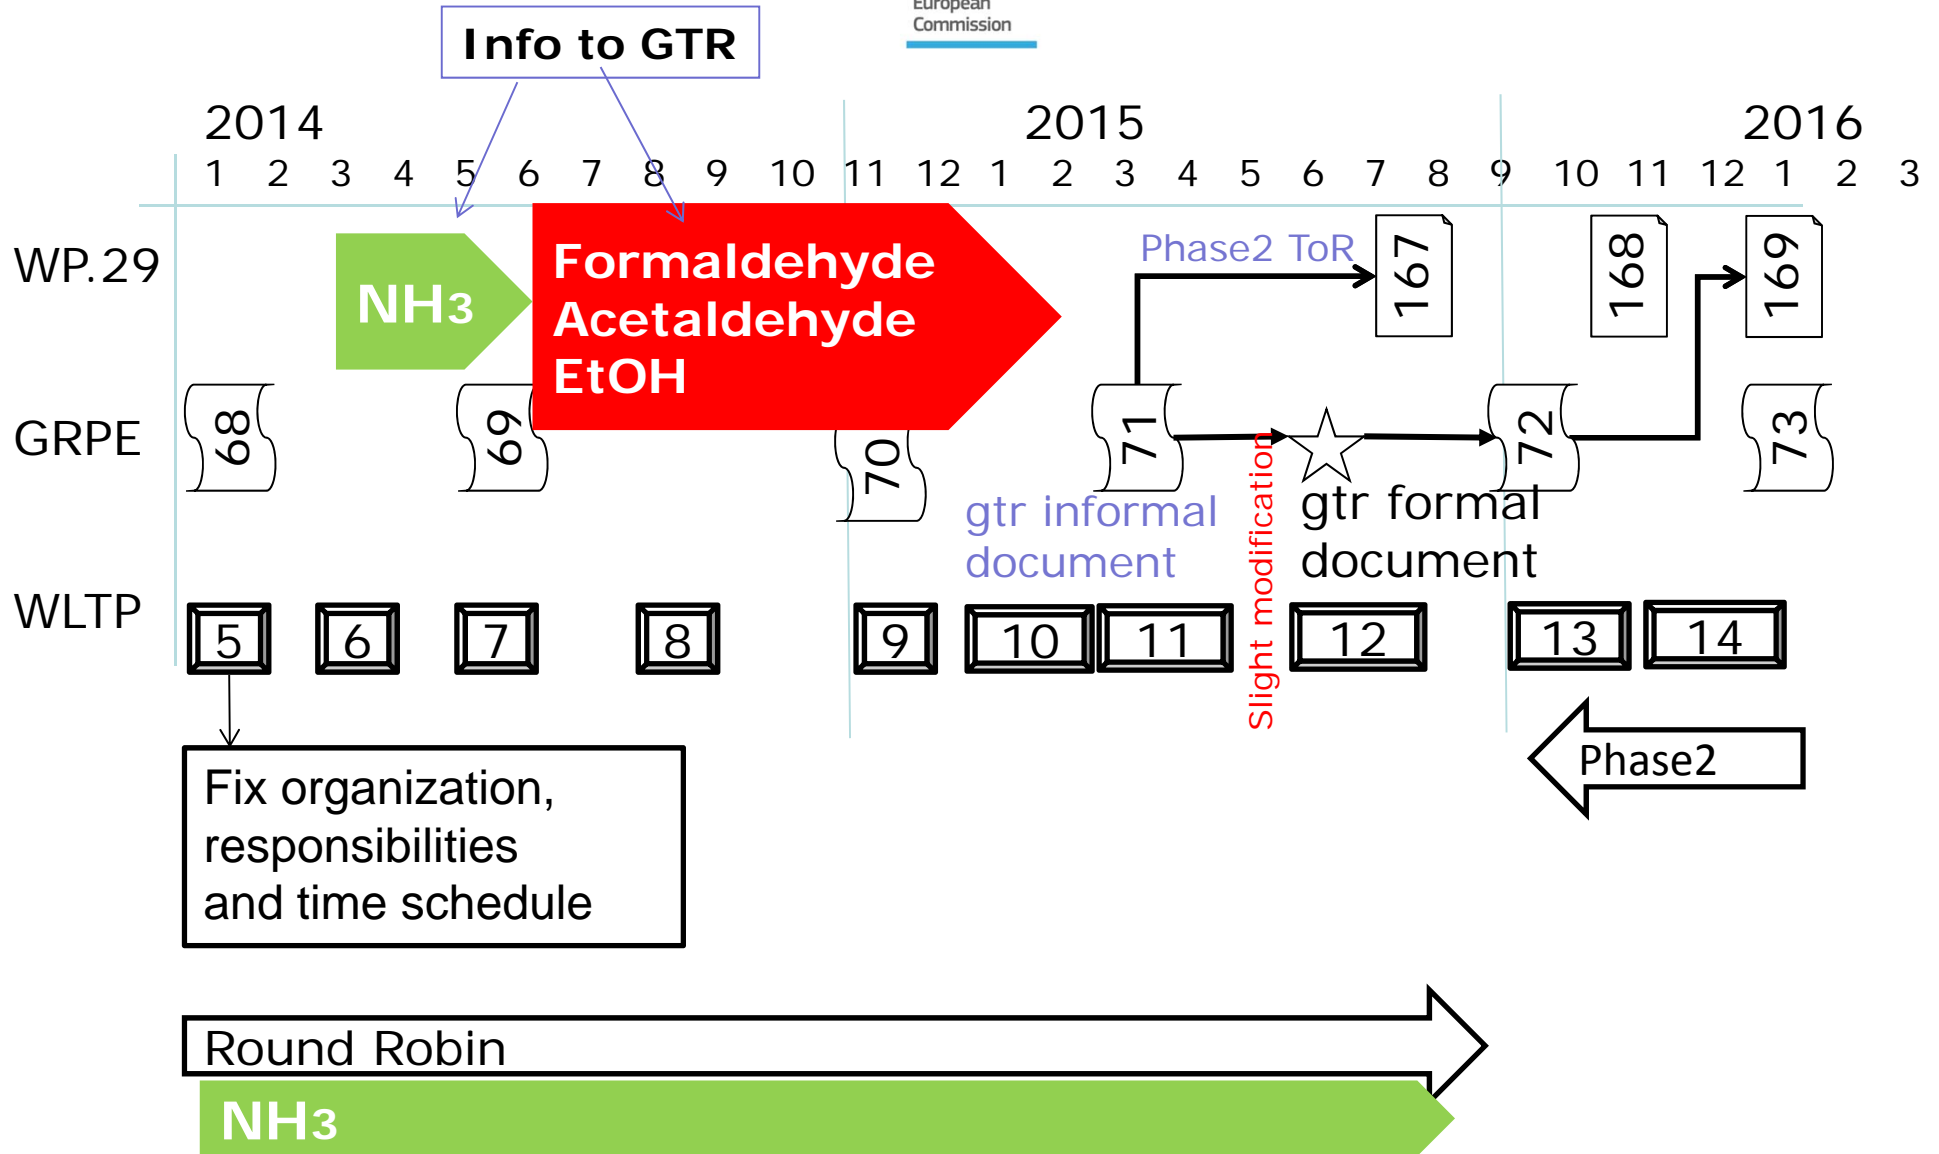 European
Commission
Info to GTR
2014 2015 2016
1 2 3 4 5 6 7 8 9 10 11 12 1 2 3 4 5 6 7 8 9 10 11 12 1 2 3
WP.29
NH3
Formaldehyde
Acetaldehyde
EtOH
Phase2 ToR
167
168
169
GRPE
68
69
70
71
72
73
gtr informal
document
Slight modification
gtr formal
document
WLTP
5 6 7 8 9 10 11 12 13 14
Fix organization,
responsibilities
and time schedule
Phase2
Round Robin
NH3